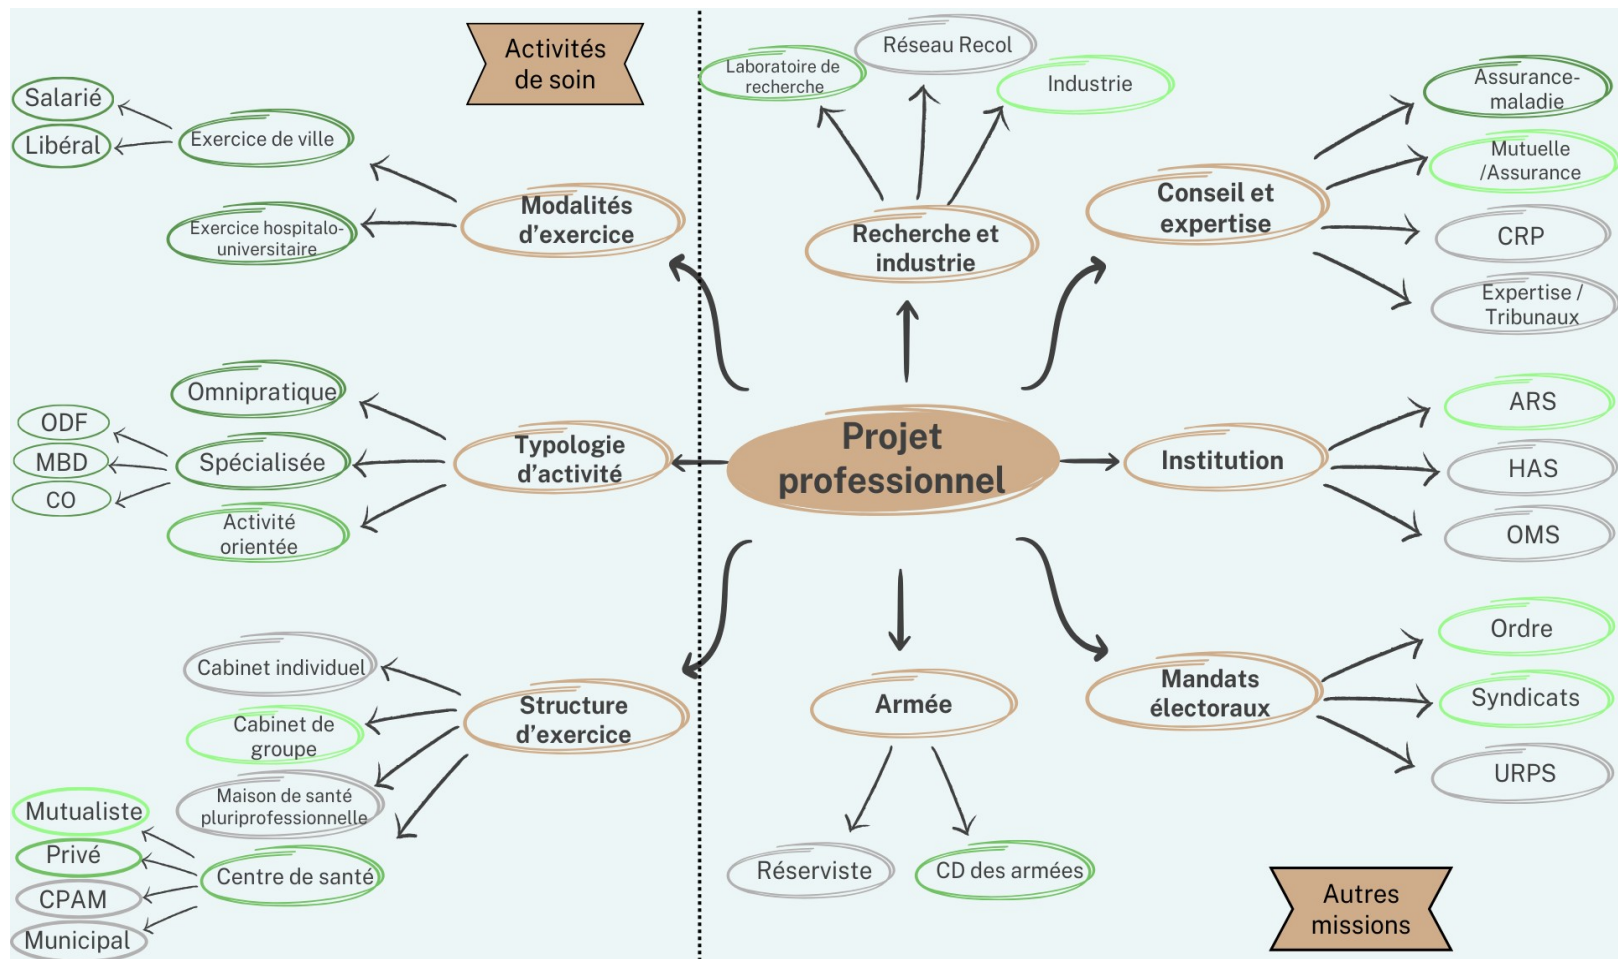 Activités
de soin
Salarié
Libéral
Exercice de ville
Exercice hospitalo-
universitaire
Modalités
d'exercice
Omnipratique
ODF
MBD
CO
Spécialisée
Activité
orientée
Typologie
d'activité
Cabinet individuel
Cabinet de
groupe
Maison de santé
pluriprofessionnelle
Mutualiste
Privé
CPAM
Municipal
Centre de santé
Structure
d'exercice
Projet
professionnel
Laboratoire de
recherche
Réseau Recol
Industrie
Recherche et
industrie
Conseil et
expertise
Assurance-
maladie
Mutuelle
/Assurance
CRP
Expertise /
Tribunaux
Institution
ARS
HAS
OMS
Mandats
électoraux
Ordre
Syndicats
URPS
Armée
Réserviste
CD des armées
Autres
missions